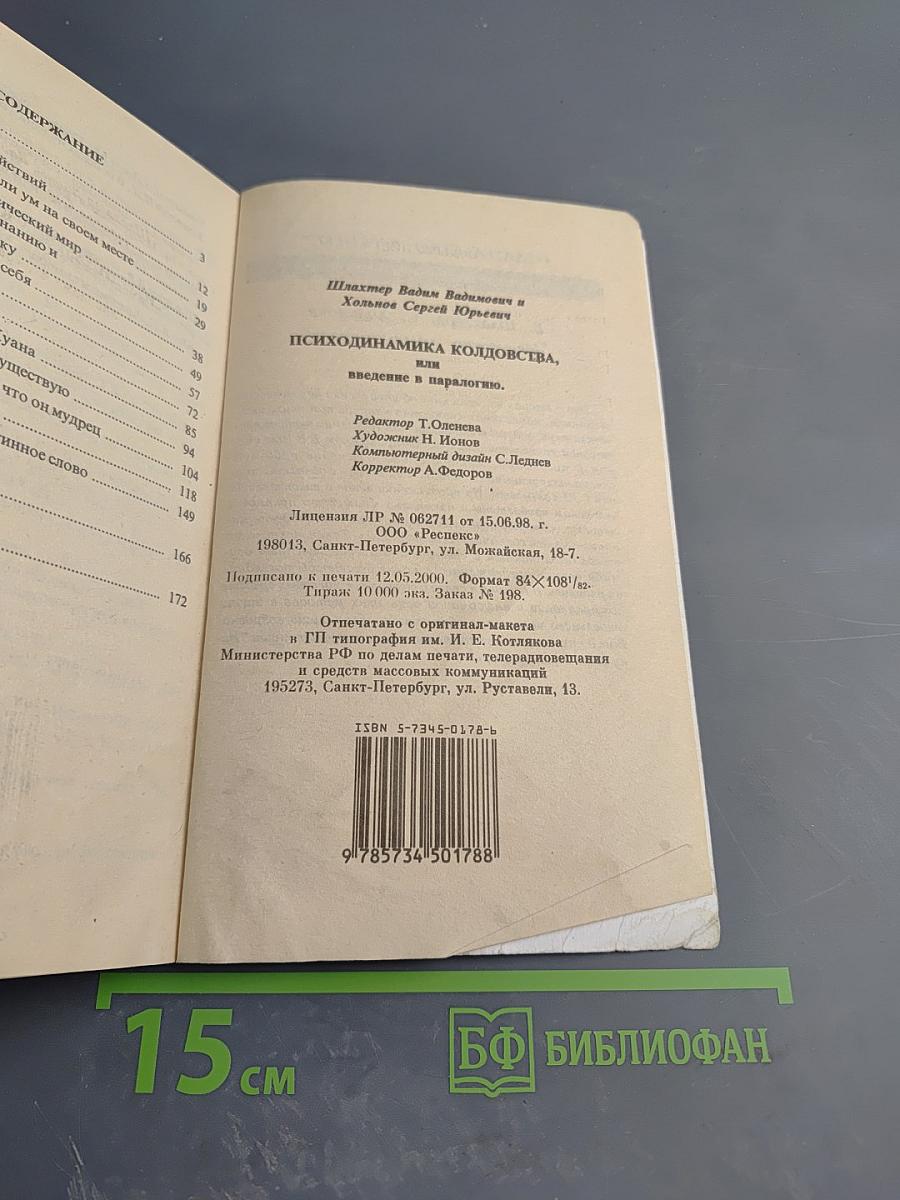 СОДЕРЖАНИЕ
3
йствий
ли ум на своем месте
12
ический мир
19
нанию и
29
ку
себя
38
49
57
уана
72
уществую
85
что он мудрец
94
104
тинное слово
118
149
166
172
Шлахтер Вадим Вадимович и
Хольнов Сергей Юрьевич
ПСИХОДИНАМИКА КОЛДОВСТВА,
или
введение в паралогию.
Редактор Т.Оленева
Художник Н. Ионов
Компьютерный дизайн С.Леднев
Корректор А.Федоров
Лицензия ЛР № 062711 от 15.06.98. г.
ООО «Респекс»
198013, Санкт-Петербург, ул. Можайская, 18-7.
Подписано к печати 12.05.2000. Формат 84×108¹/₈₂.
Тираж 10 000 экз. Заказ № 198.
Отпечатано с оригинал-макета
в ГП типография им. И. Е. Котлякова
Министерства РФ по делам печати, телерадиовещания
и средств массовых коммуникаций
195273, Санкт-Петербург, ул. Руставели, 13.
ISBN 5-7345-0178-6
9 785734 501788
15 см
БФ БИБЛИОФАН